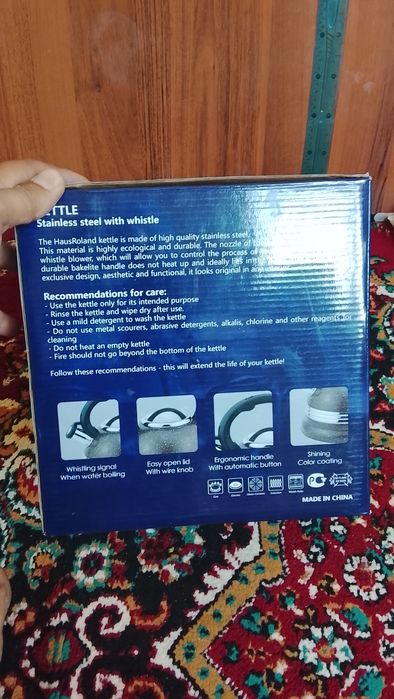 KETTLE
Stainless steel with whistle
The HausRoland kettle is made of high quality stainless steel,
This material is highly ecological and durable. The nozzle of
whistle blower, which will allow you to control the process of
durable bakelite handle does not heat up and ideally lies in the
exclusive design, aesthetic and functional, it looks original in any
Recommendations for care:
- Use the kettle only for its intended purpose
- Rinse the kettle and wipe dry after use.
- Use a mild detergent to wash the kettle
- Do not use metal scourers, abrasive detergents, alkalis, chlorine and other reagents for
cleaning
- Do not heat an empty kettle
- Fire should not go beyond the bottom of the kettle
Follow these recommendations - this will extend the life of your kettle!
Whistling signal
When water boiling
Easy open lid
With wire knob
Ergonomic handle
With automatic button
Shining
Color coating
MADE IN CHINA